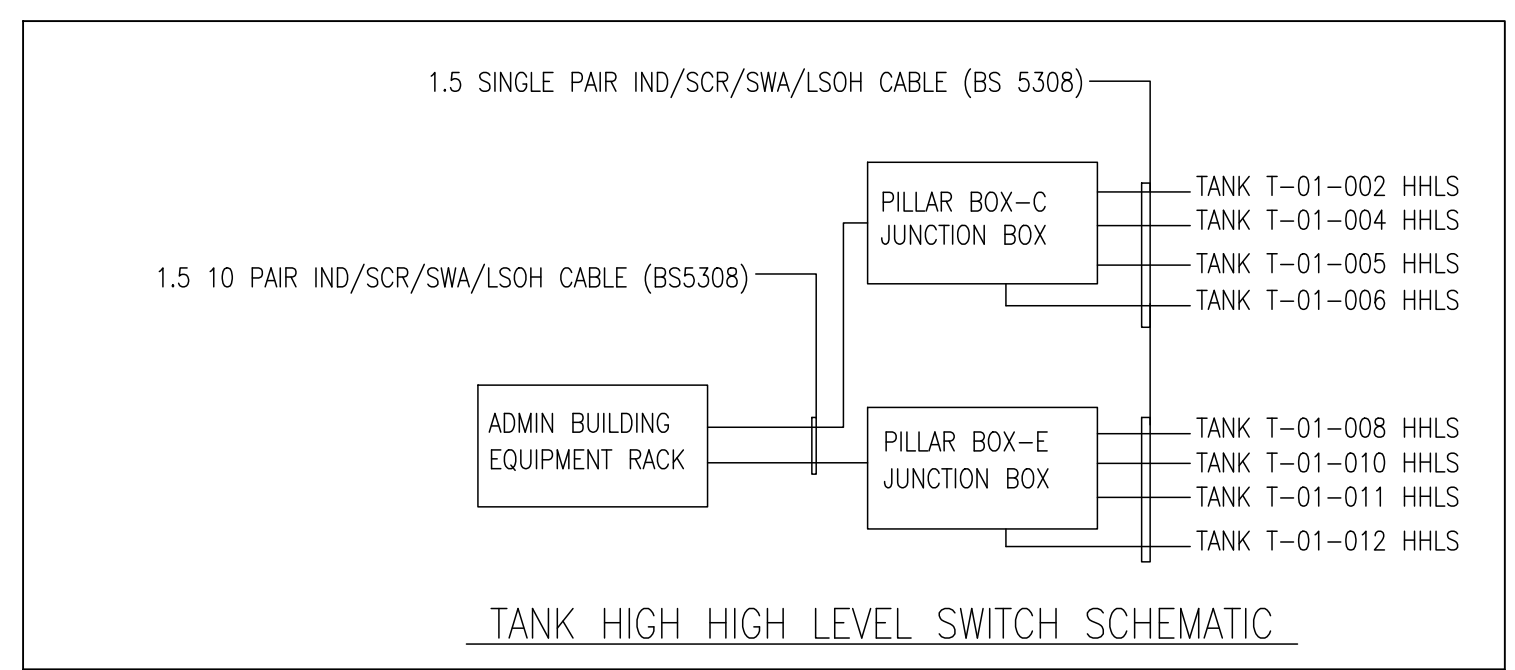 1.5 SINGLE PAIR IND/SCR/SWA/LSOH CABLE (BS 5308)
PILLAR BOX-C
JUNCTION BOX
TANK T-01-002 HHLS
TANK T-01-004 HHLS
TANK T-01-005 HHLS
TANK T-01-006 HHLS
1.5 10 PAIR IND/SCR/SWA/LSOH CABLE (BS5308)
ADMIN BUILDING
EQUIPMENT RACK
PILLAR BOX-E
JUNCTION BOX
TANK T-01-008 HHLS
TANK T-01-010 HHLS
TANK T-01-011 HHLS
TANK T-01-012 HHLS
TANK HIGH HIGH LEVEL SWITCH SCHEMATIC